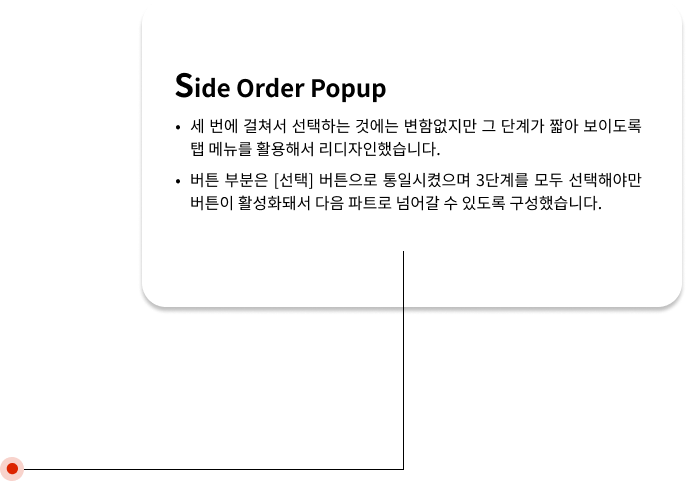 Side Order Popup
• 세 번에 걸쳐서 선택하는 것에는 변함없지만 그 단계가 짧아 보이도록
탭 메뉴를 활용해서 리디자인했습니다.
• 버튼 부분은 [선택] 버튼으로 통일시켰으며 3단계를 모두 선택해야만
버튼이 활성화돼서 다음 파트로 넘어갈 수 있도록 구성했습니다.